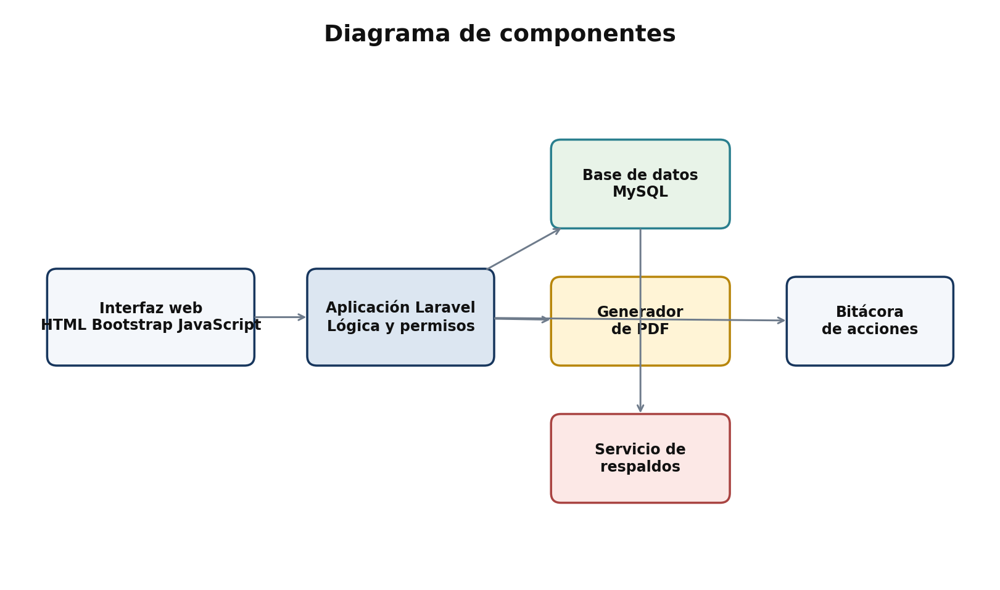 Diagrama de componentes
Base de datos
MySQL
Interfaz web
HTML Bootstrap JavaScript
Aplicación Laravel
Lógica y permisos
Generador
de PDF
Bitácora
de acciones
Servicio de
respaldos